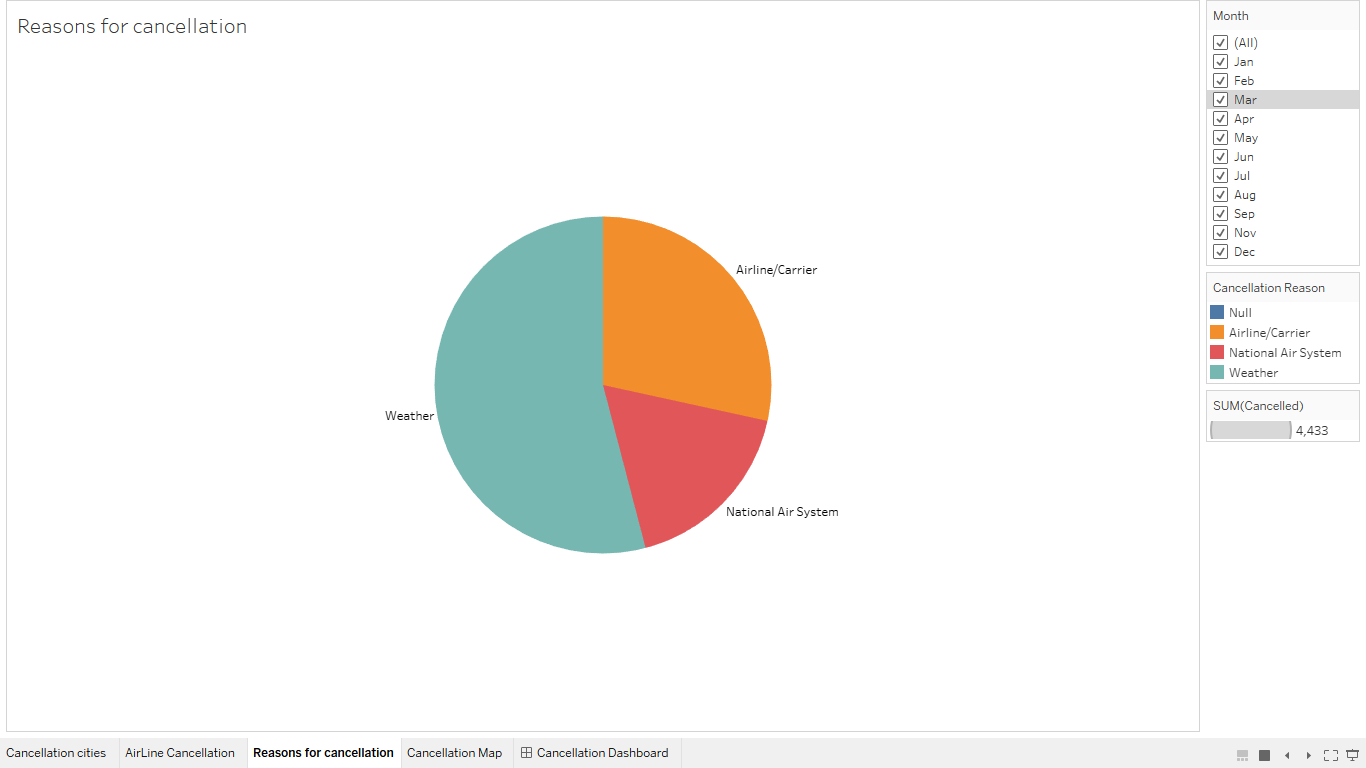 Reasons for cancellation
Airline/Carrier
Weather
National Air System
Month
(All)
Jan
Feb
Mar
Apr
May
Jun
Jul
Aug
Sep
Nov
Dec
Cancellation Reason
Null
Airline/Carrier
National Air System
Weather
SUM(Cancelled)
4,433
Cancellation cities
AirLine Cancellation
Reasons for cancellation
Cancellation Map
Cancellation Dashboard